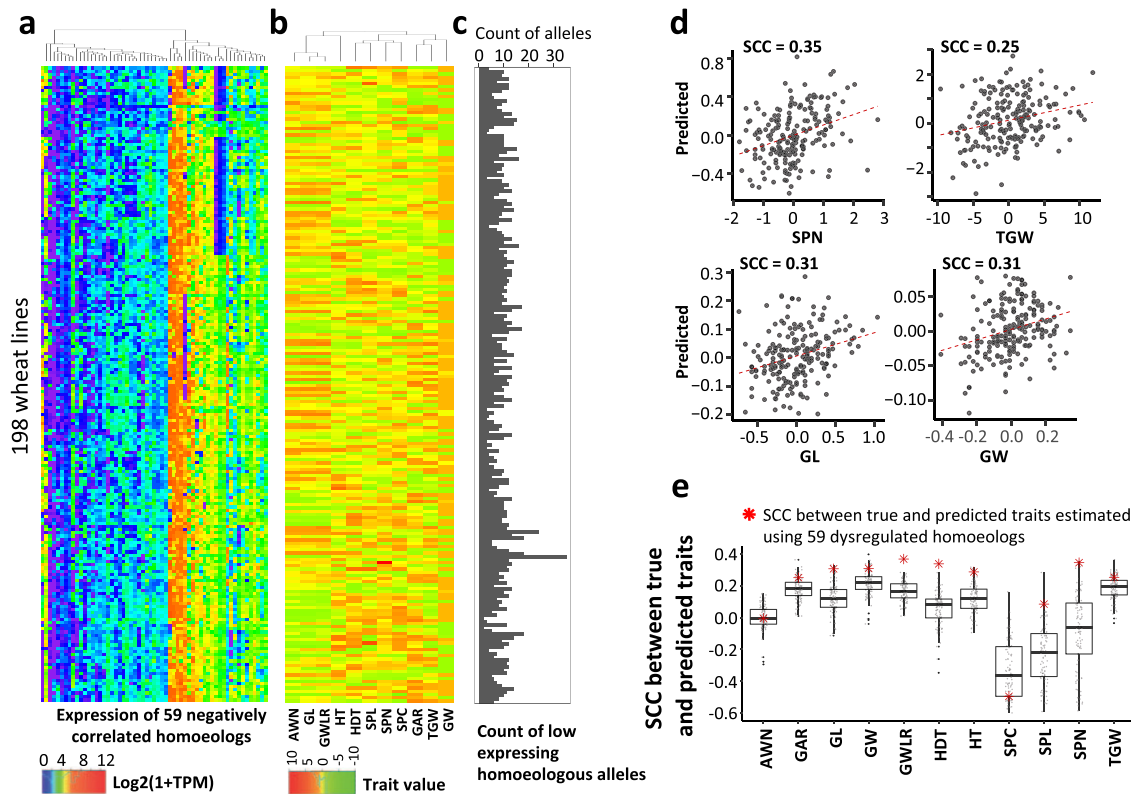 a
198 wheat lines
Expression of 59 negatively
correlated homoeologs
0 2 4 8 12
Log2(1+TPM)
b
AWN
GL
GWLR
HT
HDT
SPL
SPN
SPC
GAR
TGW
GW
10 5 0 -5 -10
Trait value
c
Count of alleles
0 10 20 30
Count of low
expressing
homoeologous alleles
d
SCC = 0.35
Predicted
0.8
0.4
0.0
−0.4
-2 -1 0 1 2 3
SPN
SCC = 0.25
2
1
0
−2
-10 -5 0 5 10
TGW
SCC = 0.31
Predicted
0.3
0.2
0.1
0.0
−0.1
−0.2
-0.5 0.0 0.5 1.0
GL
SCC = 0.31
0.05
0.00
−0.05
−0.10
-0.4 -0.2 0.0 0.2
GW
e
SCC between true and predicted traits estimated
using 59 dysregulated homoeologs
SCC between true
and predicted traits
0.4
0.2
0.0
-0.2
-0.4
-0.6
AWN
GAR
GL
GW
GWLR
HDT
HT
SPC
SPL
SPN
TGW